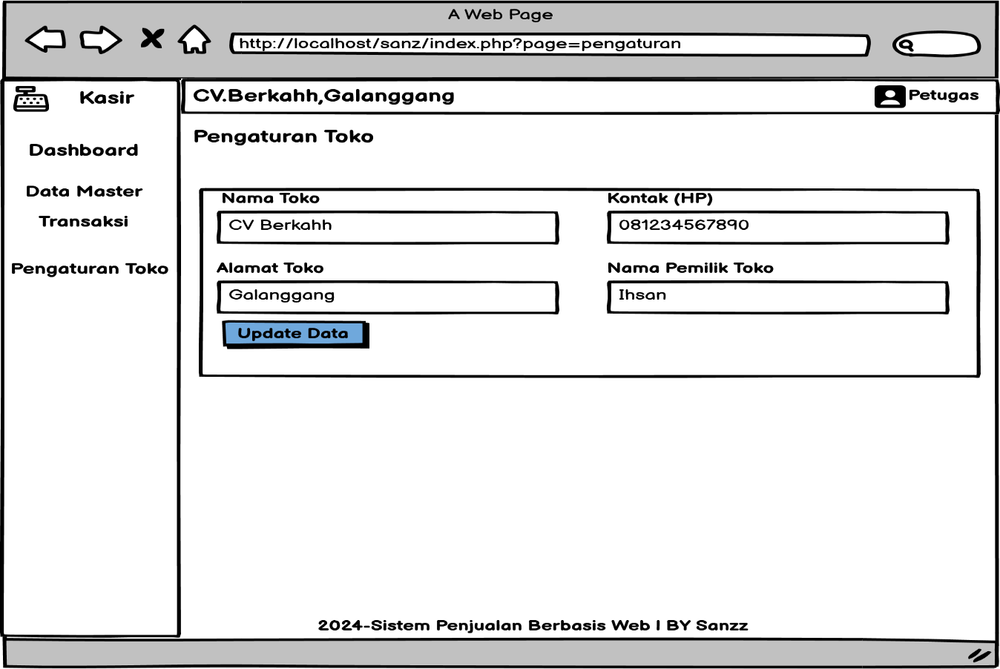 A Web Page
http://localhost/sanz/index.php?page=pengaturan
Kasir
CV.Berkahh,Galanggang
Petugas
Dashboard
Data Master
Transaksi
Pengaturan Toko
Pengaturan Toko
Nama Toko
Kontak (HP)
CV Berkahh
081234567890
Alamat Toko
Nama Pemilik Toko
Galanggang
Ihsan
Update Data
2024-Sistem Penjualan Berbasis Web | BY Sanzz